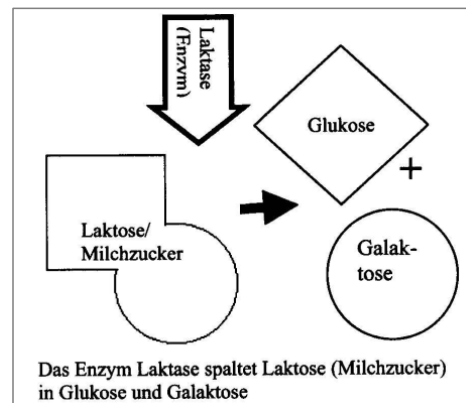 Laktase
(Enzym)
Glukose
+
Laktose/
Milchzucker
Galak-
tose
Das Enzym Laktase spaltet Laktose (Milchzucker)
in Glukose und Galaktose